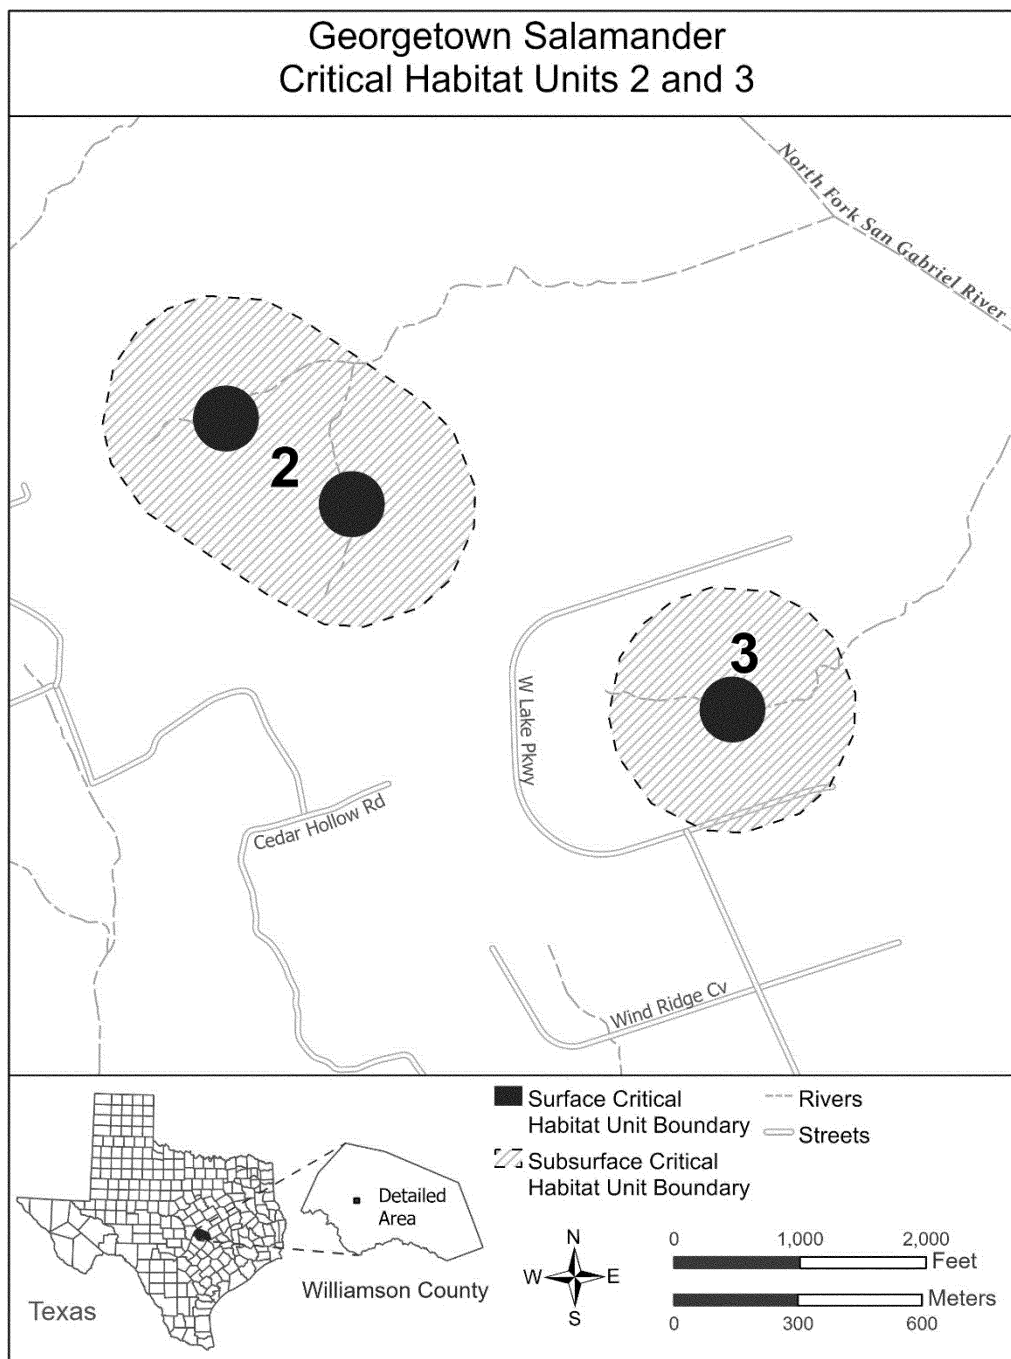 Georgetown Salamander
Critical Habitat Units 2 and 3
North Fork San Gabriel River
2
3
W Lake Pkwy
Cedar Hollow Rd
Wind Ridge Cv
Surface Critical
Habitat Unit Boundary
Subsurface Critical
Habitat Unit Boundary
Rivers
Streets
Detailed
Area
Williamson County
Texas
N
W E
S
0 1,000 2,000
Feet
Meters
0 300 600